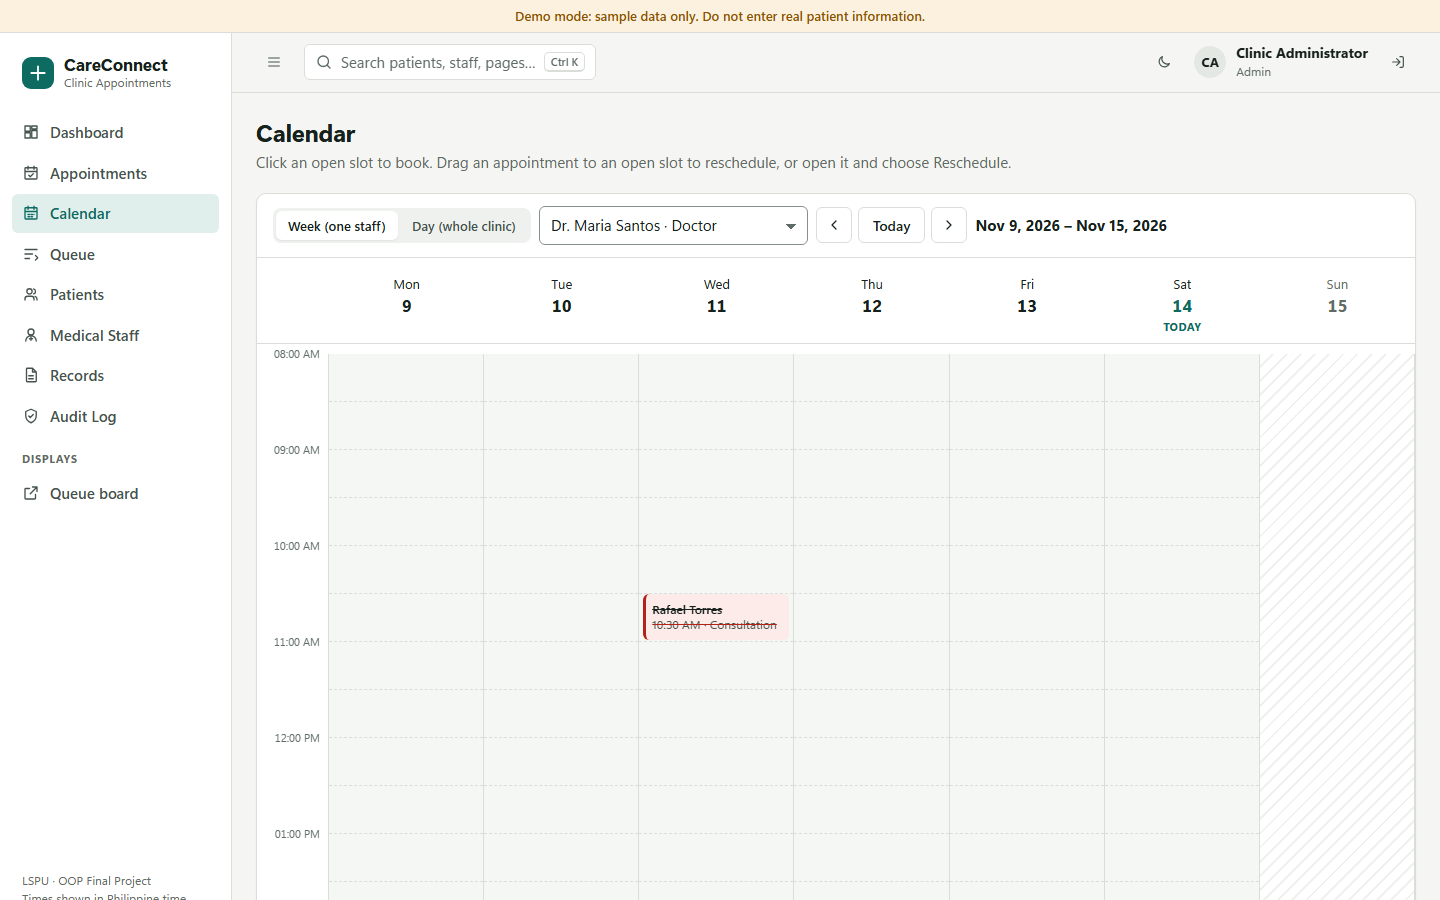 Demo mode: sample data only. Do not enter real patient information.
CareConnect
Clinic Appointments
Search patients, staff, pages...
Ctrl K
CA
Clinic Administrator
Admin
Dashboard
Appointments
Calendar
Queue
Patients
Medical Staff
Records
Audit Log
DISPLAYS
Queue board
LSPU · OOP Final Project
Times shown in Philippine time
Calendar
Click an open slot to book. Drag an appointment to an open slot to reschedule, or open it and choose Reschedule.
Week (one staff)
Day (whole clinic)
Dr. Maria Santos · Doctor
Today
Nov 9, 2026 – Nov 15, 2026
Mon
9
Tue
10
Wed
11
Thu
12
Fri
13
Sat
14
TODAY
Sun
15
08:00 AM
09:00 AM
10:00 AM
Rafael Torres
10:30 AM · Consultation
11:00 AM
12:00 PM
01:00 PM